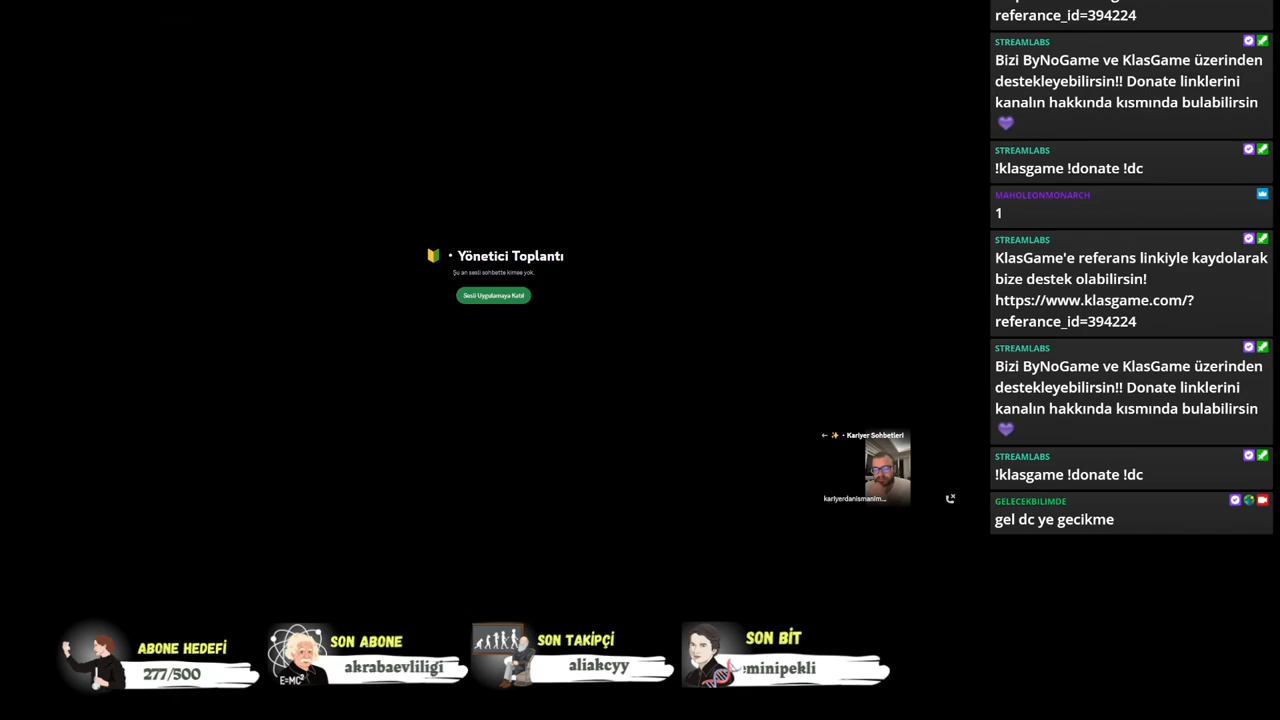 • Yönetici Toplantı
Şu an sesli sohbette kimse yok.
Sesli Uygulamaya Katıl
← • Kariyer Sohbetleri
kariyerdanismanim...
referance_id=394224
STREAMLABS
Bizi ByNoGame ve KlasGame üzerinden
destekleyebilirsin!! Donate linklerini
kanalın hakkında kısmında bulabilirsin
STREAMLABS
!klasgame !donate !dc
MAHOLEONMONARCH
1
STREAMLABS
KlasGame'e referans linkiyle kaydolarak
bize destek olabilirsin!
https://www.klasgame.com/?
referance_id=394224
STREAMLABS
Bizi ByNoGame ve KlasGame üzerinden
destekleyebilirsin!! Donate linklerini
kanalın hakkında kısmında bulabilirsin
STREAMLABS
!klasgame !donate !dc
GELECEKBILIMDE
gel dc ye gecikme
ABONE HEDEFİ
277/500
E=MC²
SON ABONE
akrabaevliligi
SON TAKİPÇİ
aliakcyy
SON BİT
eminipekli